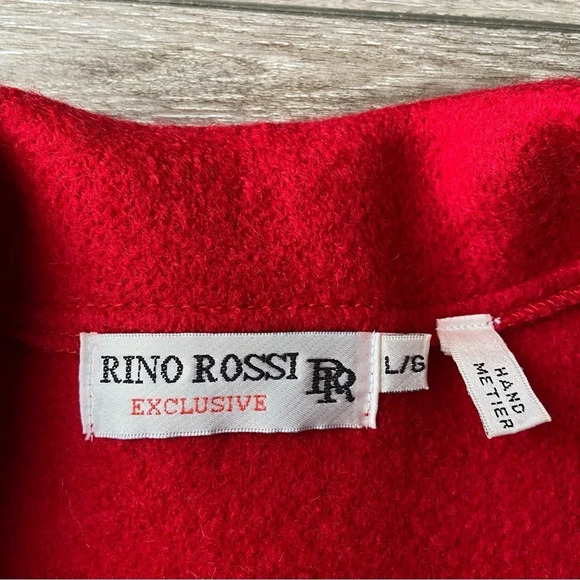 RINO ROSSI RR
EXCLUSIVE
L/G
HAND
METIER